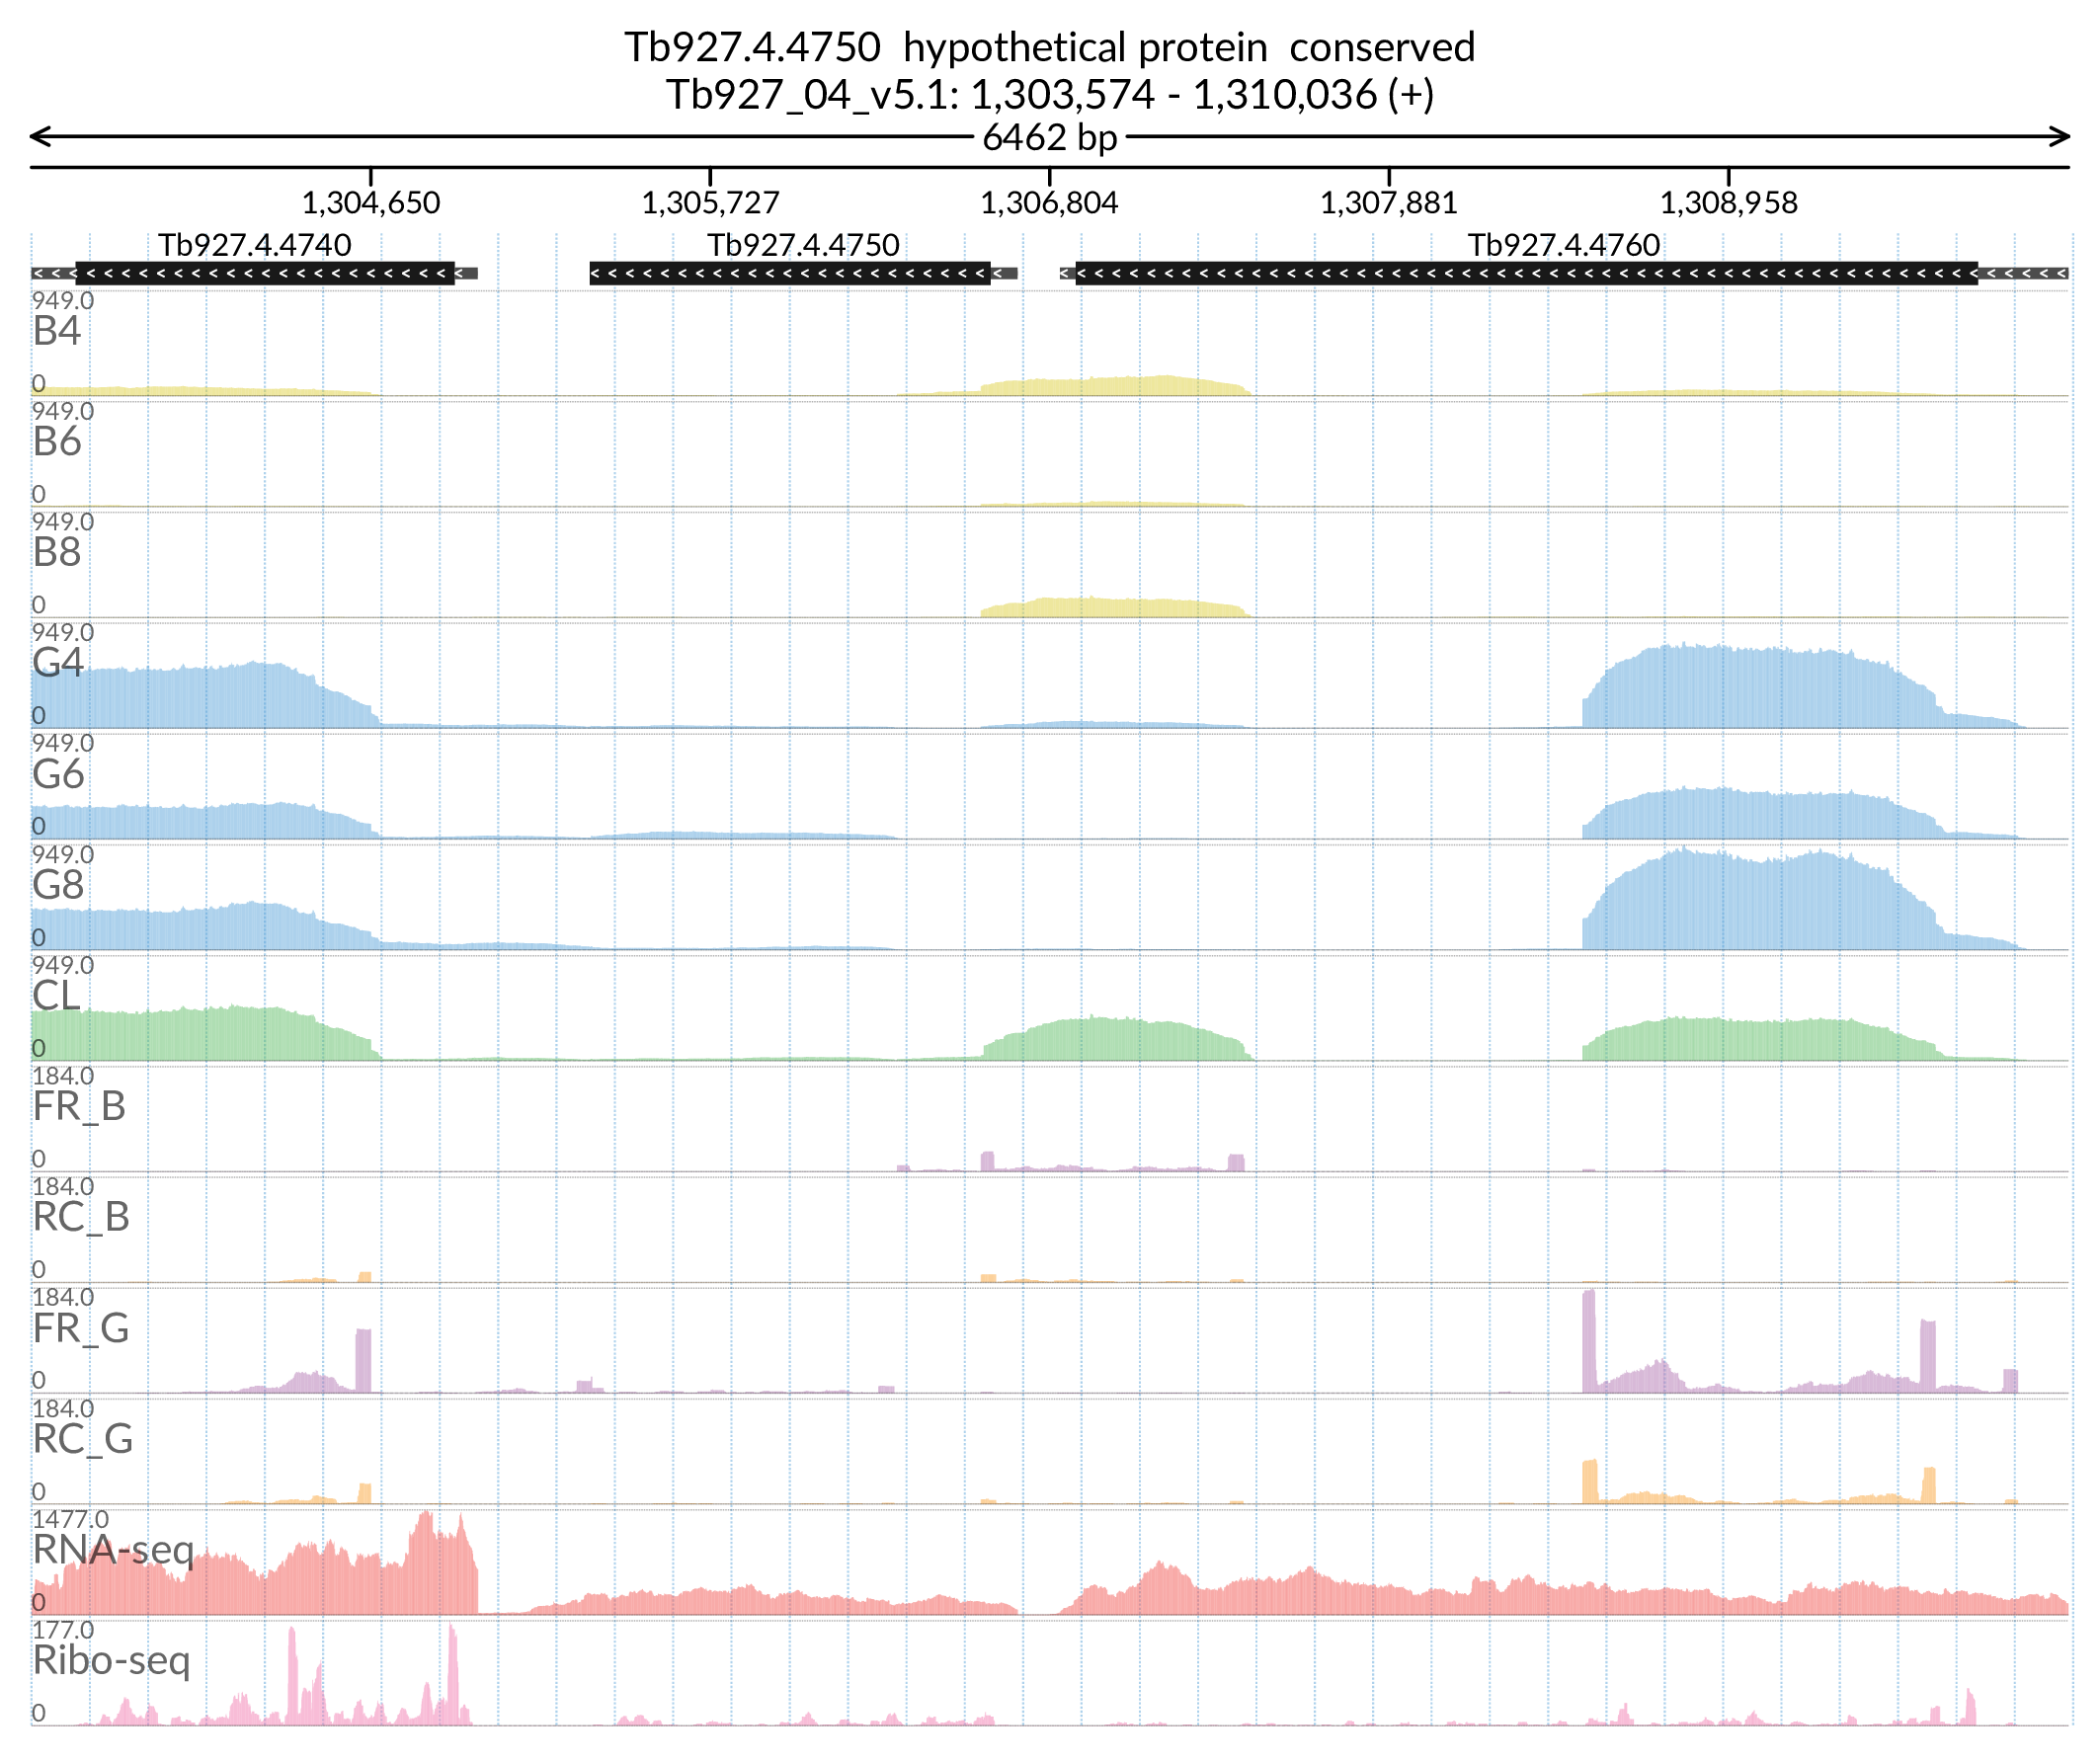 Tb927.4.4750 hypothetical protein conserved
Tb927_04_v5.1: 1,303,574 - 1,310,036 (+)
6462 bp
1,304,650 1,305,727 1,306,804 1,307,881 1,308,958
Tb927.4.4740 Tb927.4.4750 Tb927.4.4760
949.0
B4
0
949.0
B6
0
949.0
B8
0
949.0
G4
0
949.0
G6
0
949.0
G8
0
949.0
CL
0
184.0
FR_B
0
184.0
RC_B
0
184.0
FR_G
0
184.0
RC_G
0
1477.0
RNA-seq
0
177.0
Ribo-seq
0